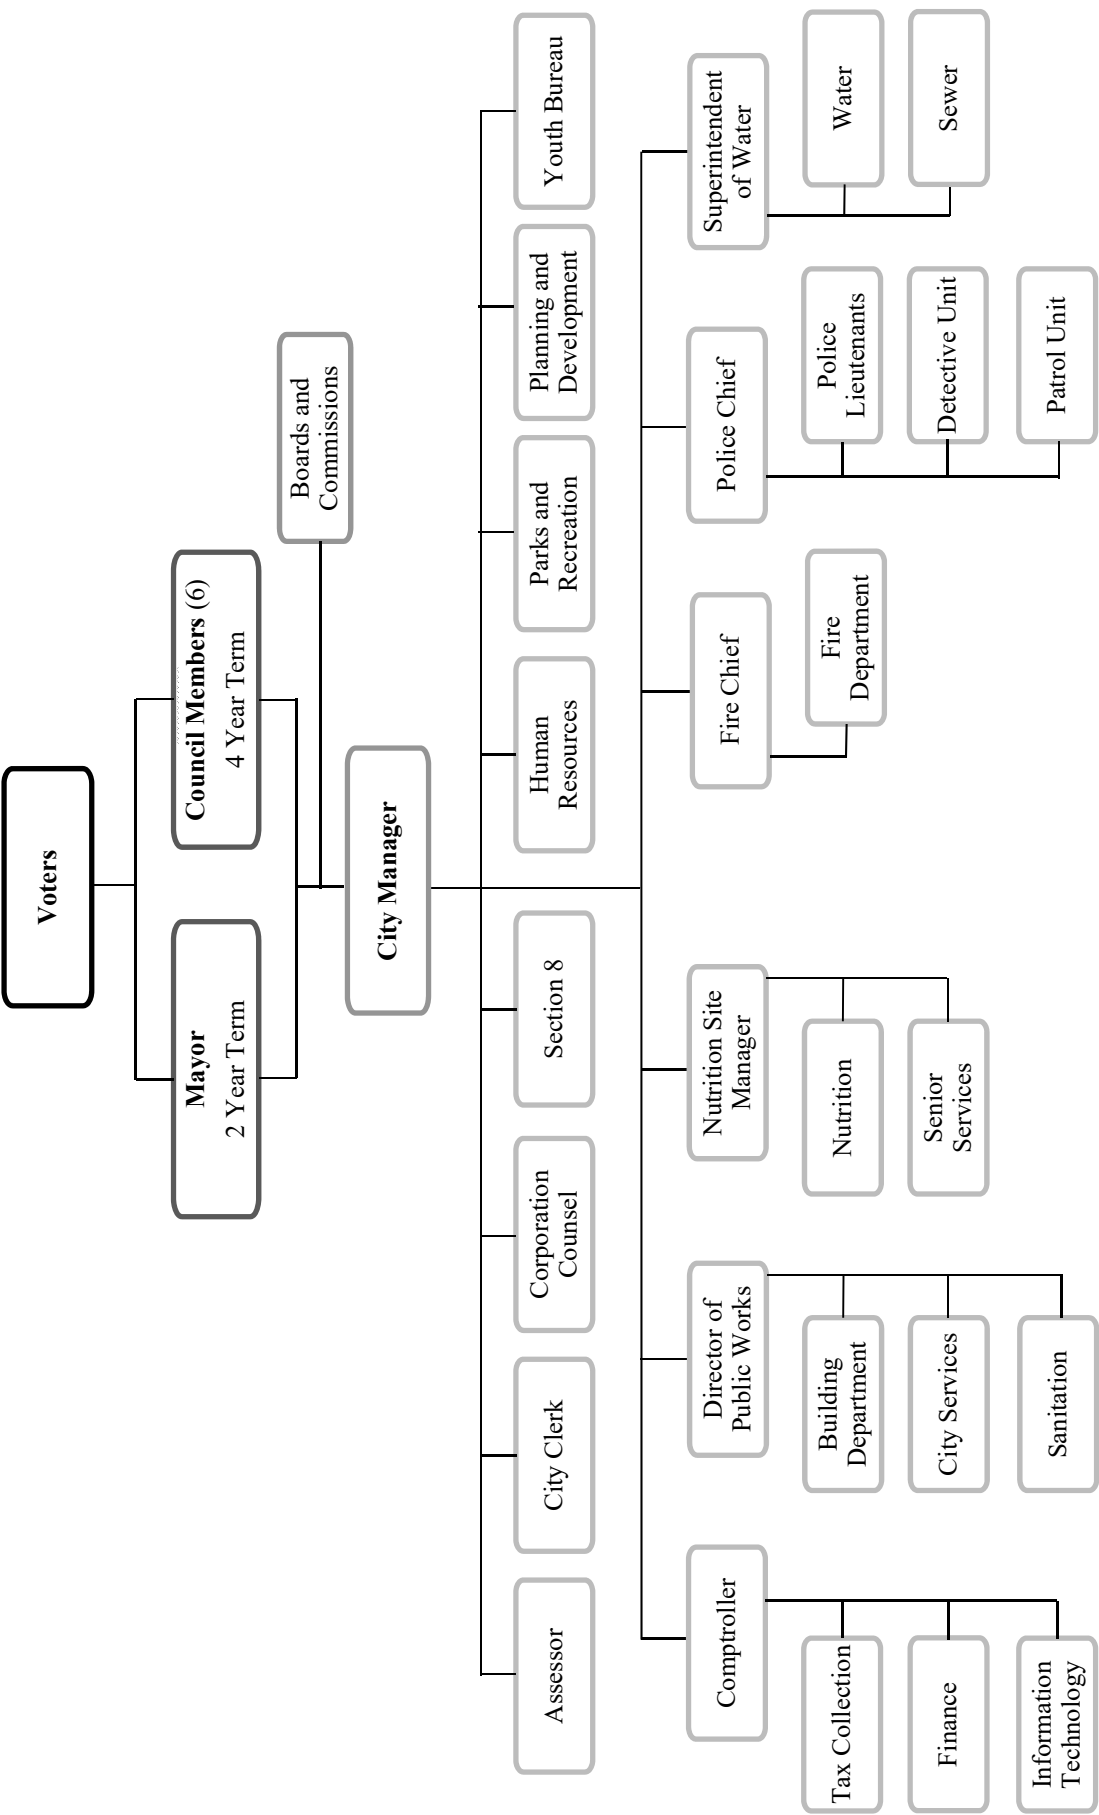 Voters
Mayor
2 Year Term
Council Members (6)
4 Year Term
Boards and
Commissions
City Manager
Assessor
City Clerk
Corporation
Counsel
Section 8
Human
Resources
Parks and
Recreation
Planning and
Development
Youth Bureau
Comptroller
Tax Collection
Finance
Information
Technology
Director of
Public Works
Building
Department
City Services
Sanitation
Nutrition Site
Manager
Nutrition
Senior
Services
Fire Chief
Fire
Department
Police Chief
Police
Lieutenants
Detective Unit
Patrol Unit
Superintendent
of Water
Water
Sewer